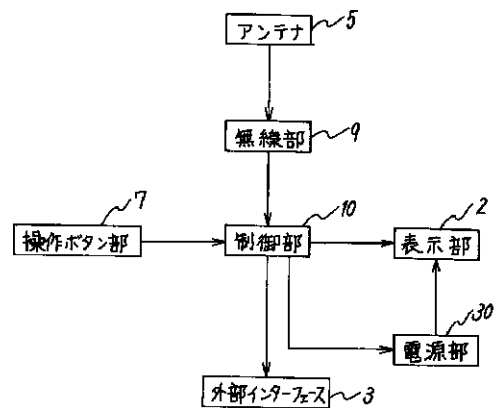 アンテナ 5
無線部 9
操作ボタン部 7
制御部 10
表示部 2
電源部 30
外部インターフェース 3